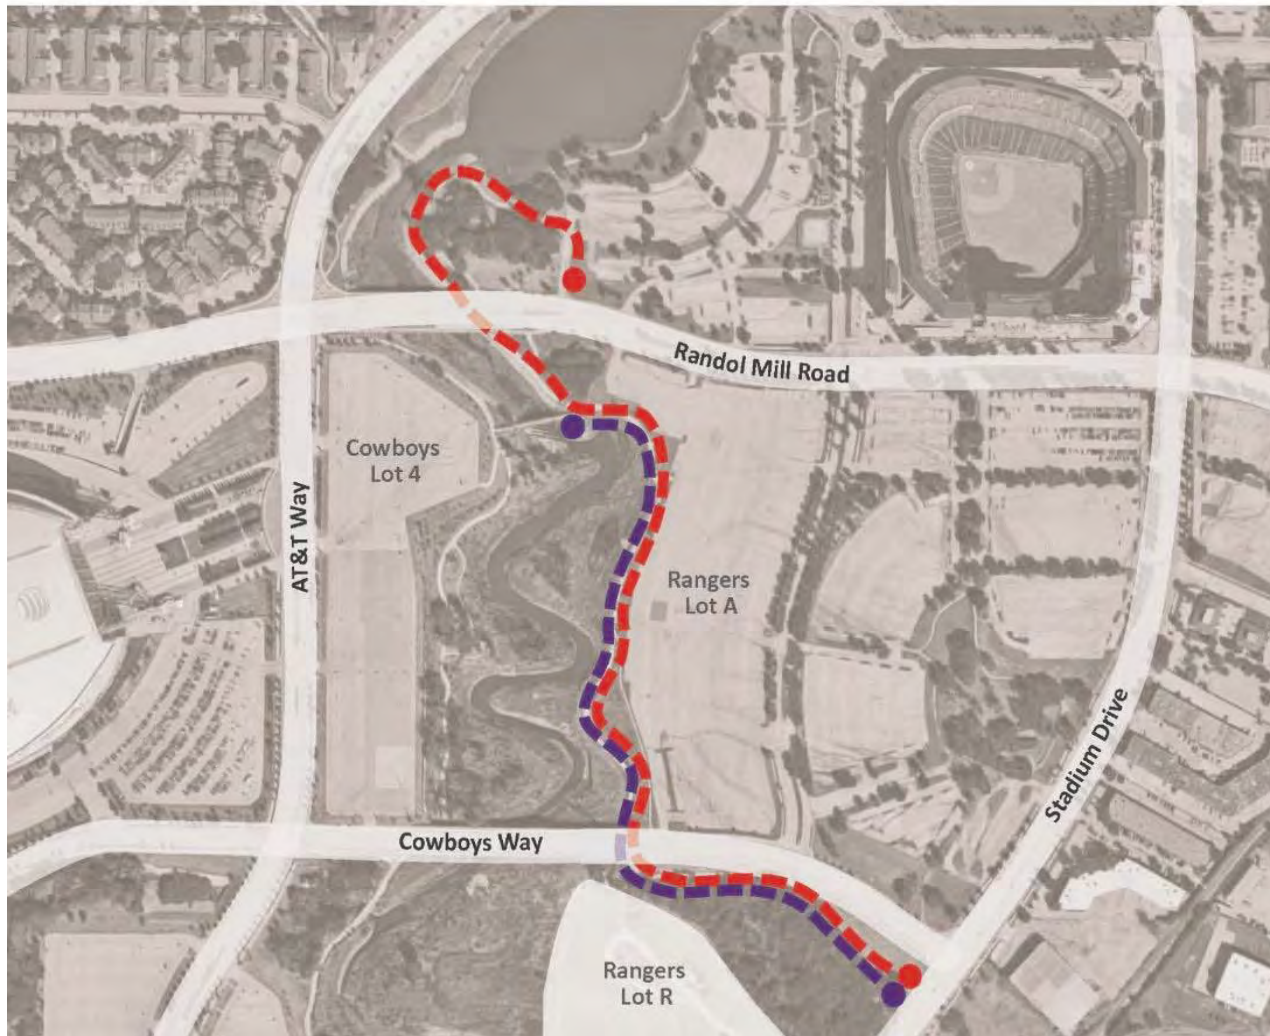 Randol Mill Road
Cowboys
Lot 4
AT&T Way
Rangers
Lot A
Stadium Drive
Cowboys Way
Rangers
Lot R